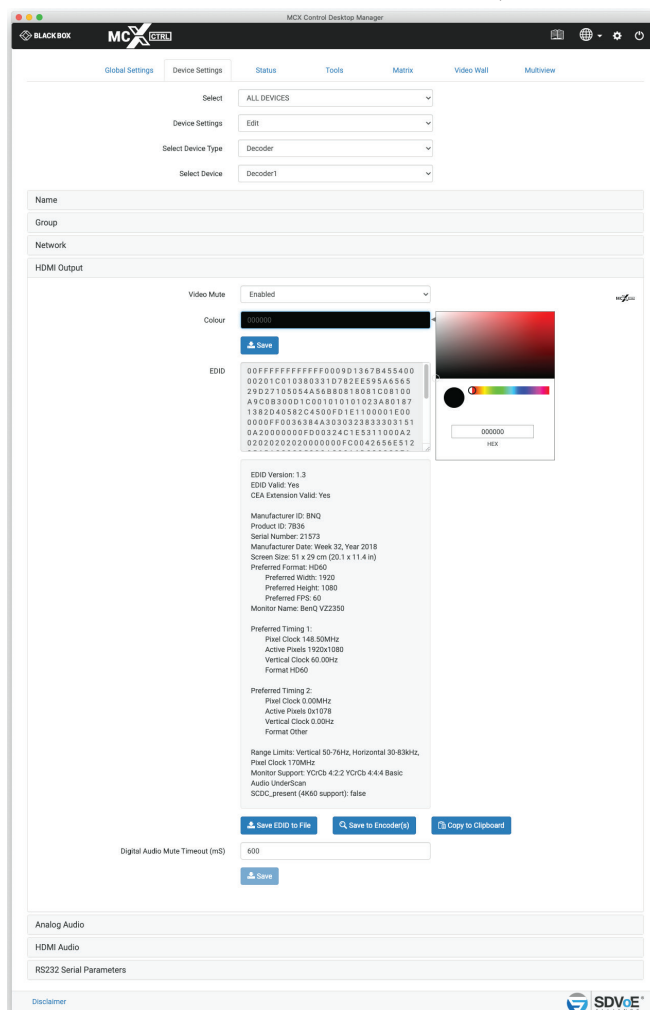 MCX Control Desktop Manager
BLACK BOX
MCX CTRL
Global Settings
Device Settings
Status
Tools
Matrix
Video Wall
Multiview
Select
ALL DEVICES
Device Settings
Edit
Select Device Type
Decoder
Select Device
Decoder1
Name
Group
Network
HDMI Output
Video Mute
Enabled
Colour
000000
Save
000000
HEX
EDID
00FFFFFFFFFFFF0009D1367B455400
00201C010380331D782EE595A6565
29D27105054A56B80818081C08100
A9C0B300D1C001010101023A80187
1382D40582C4500FD1E1100001E00
0000FF0036384A3030323833303151
0A20000000FD00324C1E5311000A2
0202020202020000000FC0042656E512
EDID Version: 1.3
EDID Valid: Yes
CEA Extension Valid: Yes
Manufacturer ID: BNQ
Product ID: 7B36
Serial Number: 21573
Manufacturer Date: Week 32, Year 2018
Screen Size: 51 x 29 cm (20.1 x 11.4 in)
Preferred Format: HD60
Preferred Width: 1920
Preferred Height: 1080
Preferred FPS: 60
Monitor Name: BenQ VZ2350
Preferred Timing 1:
Pixel Clock 148.50MHz
Active Pixels 1920x1080
Vertical Clock 60.00Hz
Format HD60
Preferred Timing 2:
Pixel Clock 0.00MHz
Active Pixels 0x1078
Vertical Clock 0.00Hz
Format Other
Range Limits: Vertical 50-76Hz, Horizontal 30-83kHz,
Pixel Clock 170MHz
Monitor Support: YCrCb 4:2:2 YCrCb 4:4:4 Basic
Audio UnderScan
SCDC_present (4K60 support): false
Save EDID to File
Save to Encoder(s)
Copy to Clipboard
Digital Audio Mute Timeout (mS)
600
Save
Analog Audio
HDMI Audio
RS232 Serial Parameters
Disclaimer
SDVoE